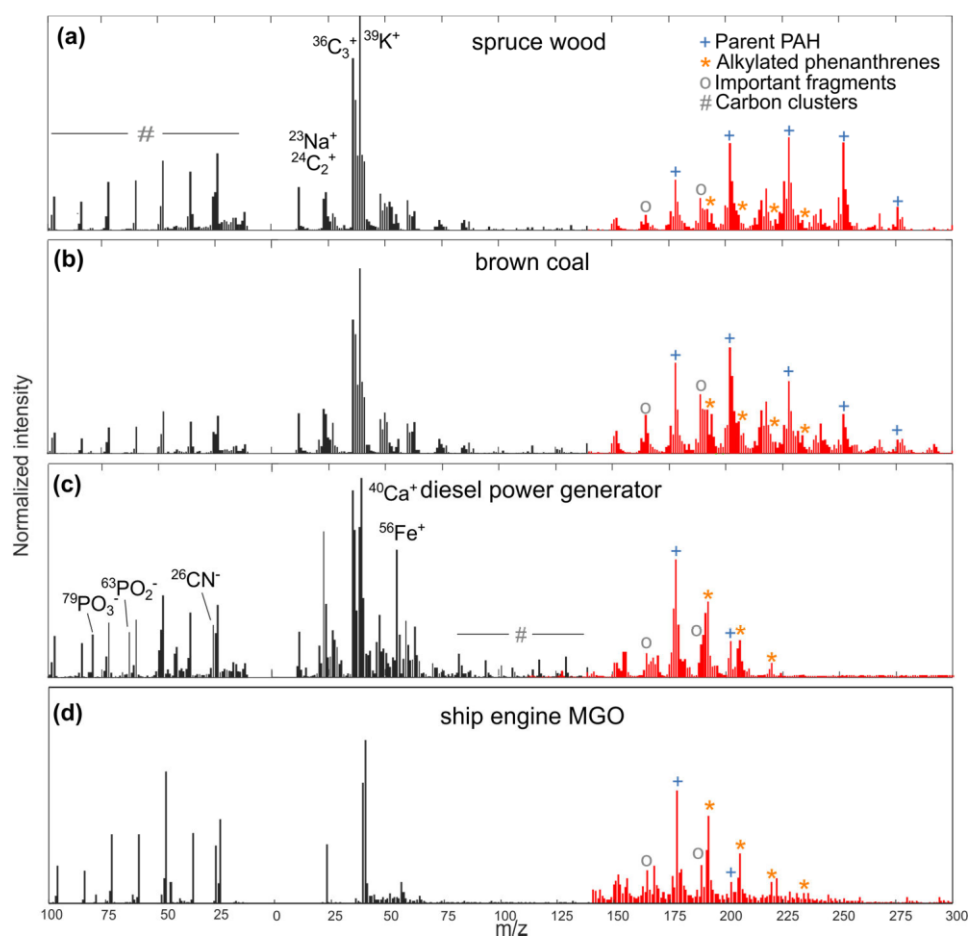 (a)
³⁶C₃⁺
³⁹K⁺
spruce wood
+ Parent PAH
* Alkylated phenanthrenes
o Important fragments
# Carbon clusters
#
²³Na⁺
²⁴C₂⁺
(b)
brown coal
Normalized intensity
(c)
⁴⁰Ca⁺
diesel power generator
⁵⁶Fe⁺
⁷⁹PO₃⁻
⁶³PO₂⁻
²⁶CN⁻
#
(d)
ship engine MGO
100 75 50 25 0 25 50 75 100 125 150 175 200 225 250 275 300
m/z